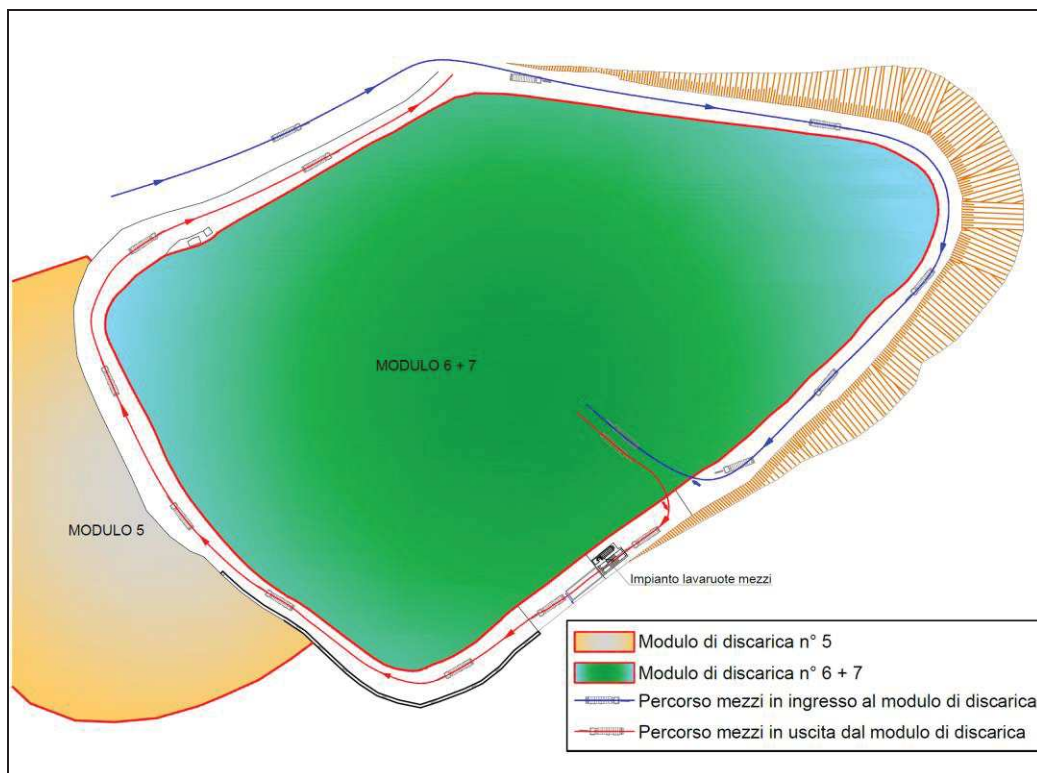 MODULO 6 + 7
MODULO 5
Impianto lavaruote mezzi
Modulo di discarica n° 5
Modulo di discarica n° 6 + 7
Percorso mezzi in ingresso al modulo di discarica
Percorso mezzi in uscita dal modulo di discarica